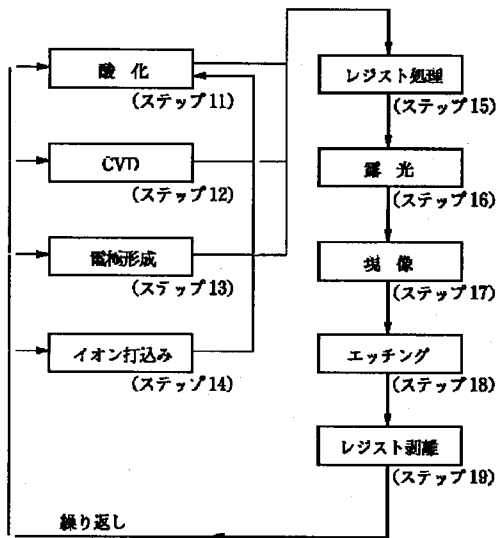 酸化
(ステップ11)
CVD
(ステップ12)
電極形成
(ステップ13)
イオン打込み
(ステップ14)
レジスト処理
(ステップ15)
露光
(ステップ16)
現像
(ステップ17)
エッチング
(ステップ18)
レジスト剥離
(ステップ19)
繰り返し